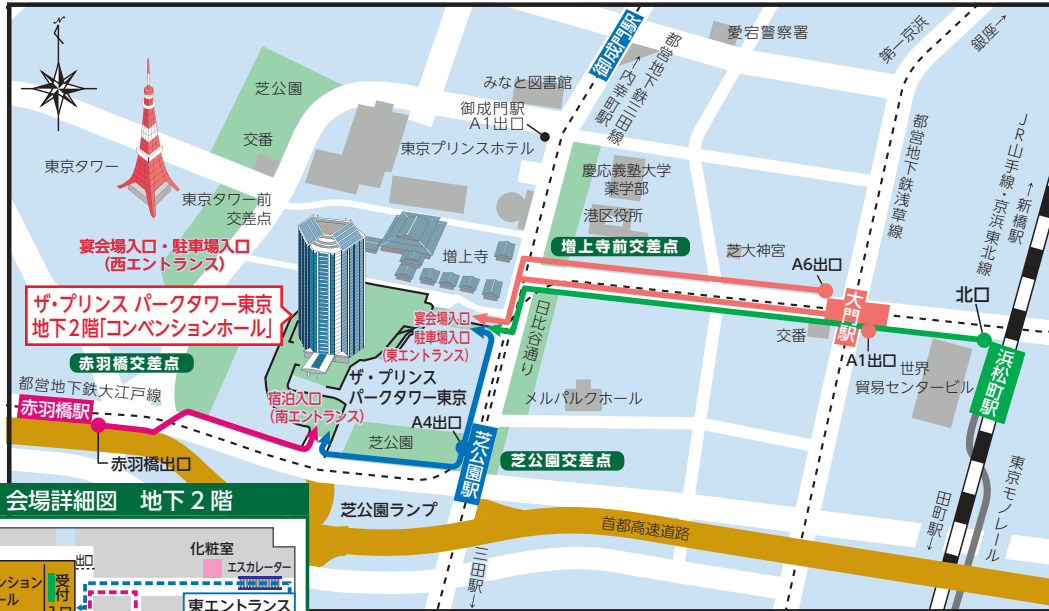 N
東京タワー
芝公園
交番
東京タワー前
交差点
宴会場入口・駐車場入口
(西エントランス)
ザ・プリンス パークタワー東京
地下2階「コンベンションホール」
赤羽橋交差点
都営地下鉄大江戸線
赤羽橋駅
赤羽橋出口
みなと図書館
御成門駅
A1出口
東京プリンスホテル
御成門駅
都営地下鉄三田線
←内幸町駅
愛宕警察署
第一京浜
銀座→
都営地下鉄浅草線
JR山手線・京浜東北線
→新橋駅
慶応義塾大学
薬学部
港区役所
増上寺
増上寺前交差点
芝大神宮
A6出口
大門駅
交番
A1出口
世界
貿易センタービル
北口
浜松町駅
宴会場入口
駐車場入口
(東エントランス)
日比谷通り
ザ・プリンス
パークタワー東京
宿泊入口
(南エントランス)
A4出口
芝公園
芝公園駅
メルパルクホール
芝公園交差点
芝公園ランプ
首都高速道路
三田駅→
田町駅→
東京モノレール
会場詳細図 地下2階
出口
化粧室
エスカレーター
ンション
ール
受付
入口
東エントランス